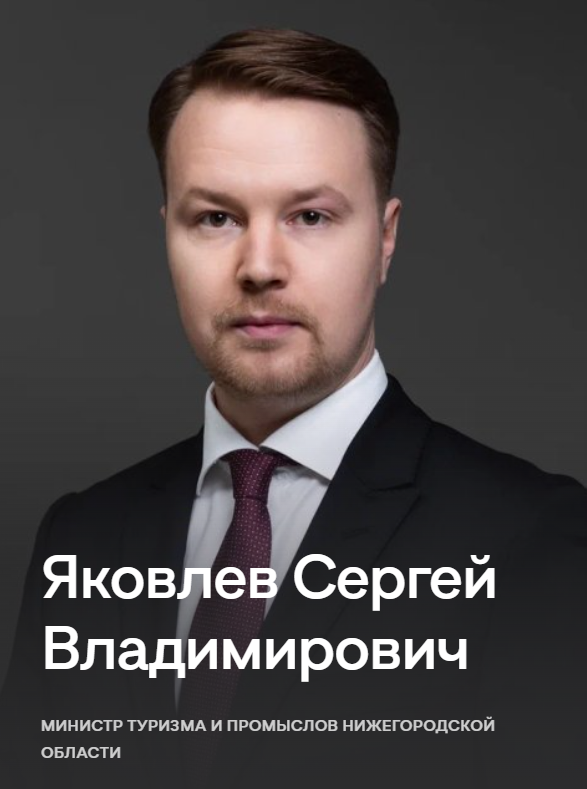 Яковлев Сергей
Владимирович
МИНИСТР ТУРИЗМА И ПРОМЫСЛОВ НИЖЕГОРОДСКОЙ
ОБЛАСТИ